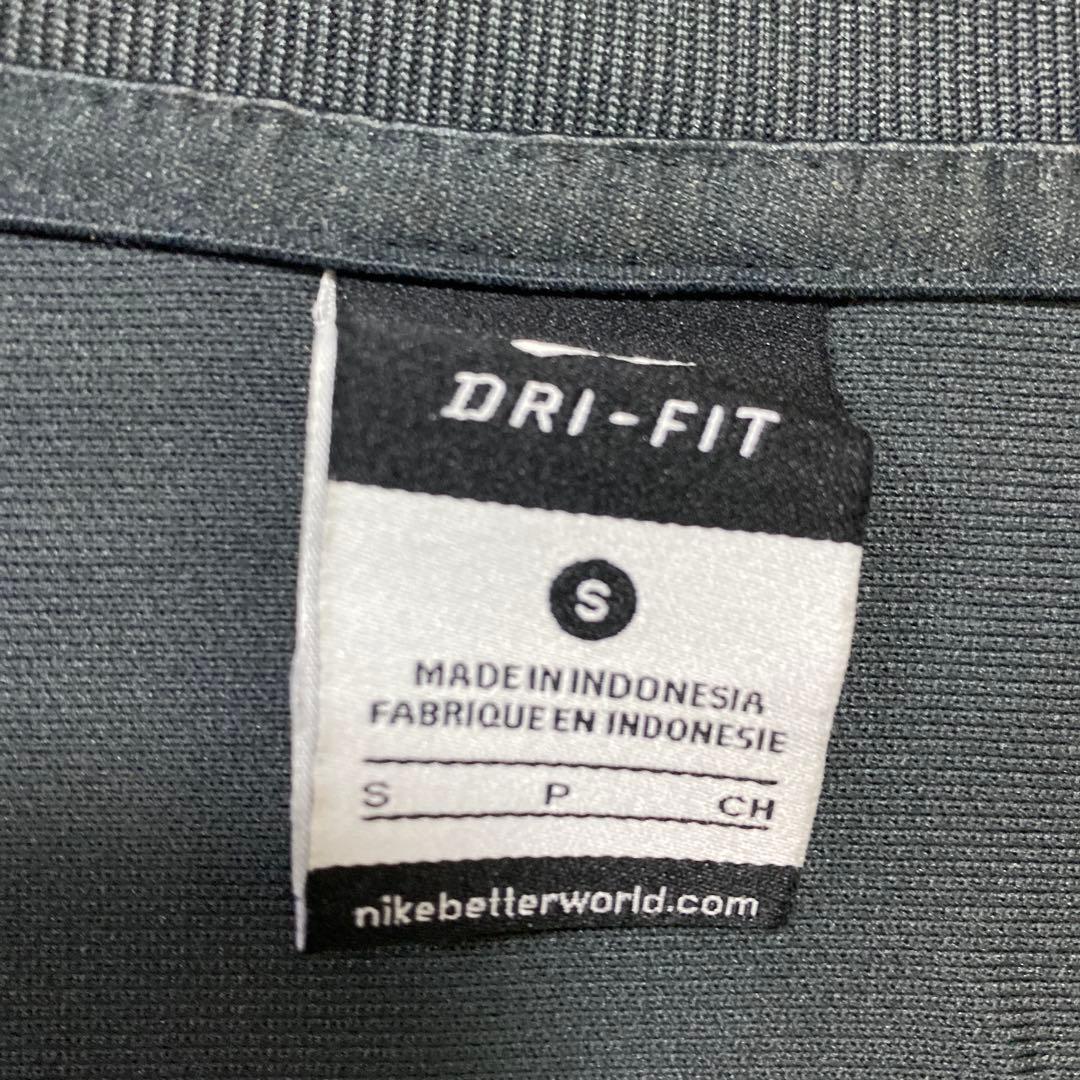 DRI-FIT
S
MADE IN INDONESIA
FABRIQUE EN INDONESIE
S P CH
nikebetterworld.com